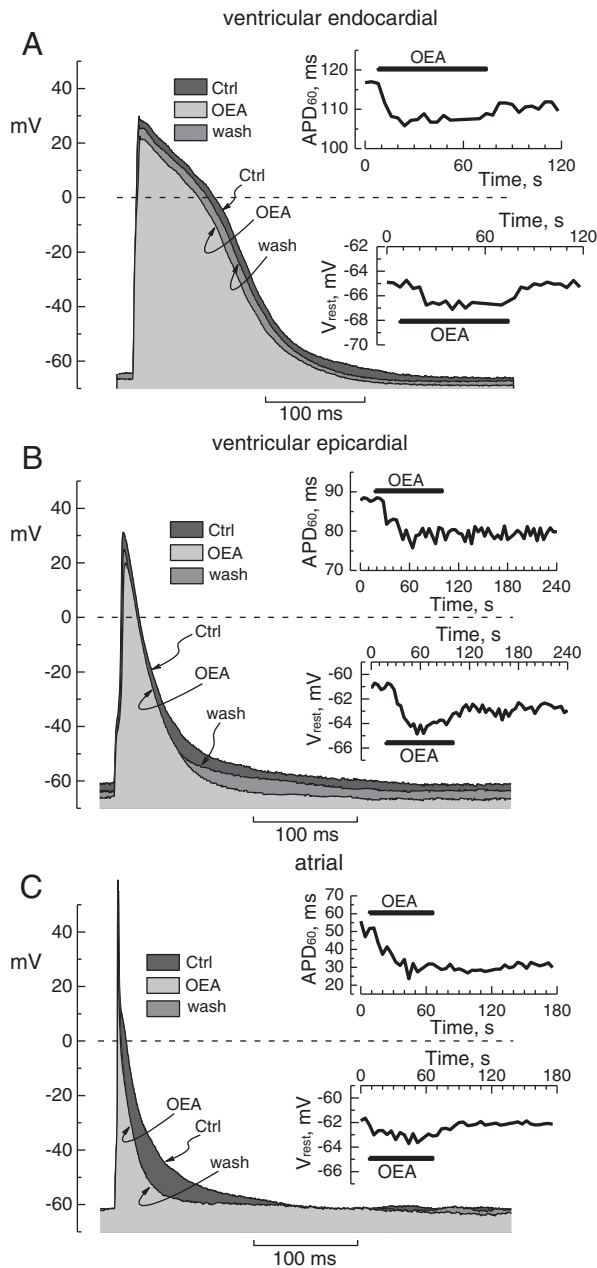 ventricular endocardial
A
40
20
0
-20
-40
-60
mV
Ctrl
OEA
wash
Ctrl
OEA
wash
100 ms
120
110
100
APD60, ms
OEA
0 60 120
Time, s
Time, s
0 60 120
-62
-64
-66
-68
-70
Vrest, mV
OEA
ventricular epicardial
B
40
20
0
-20
-40
-60
mV
Ctrl
OEA
wash
Ctrl
OEA
wash
100 ms
90
80
70
APD60, ms
OEA
0 60 120 180 240
Time, s
Time, s
0 60 120 180 240
-60
-62
-64
-66
Vrest, mV
OEA
atrial
C
40
20
0
-20
-40
-60
mV
Ctrl
OEA
wash
OEA
Ctrl
wash
100 ms
70
60
50
40
30
20
APD60, ms
OEA
0 60 120 180
Time, s
Time, s
0 60 120 180
-60
-62
-64
-66
Vrest, mV
OEA